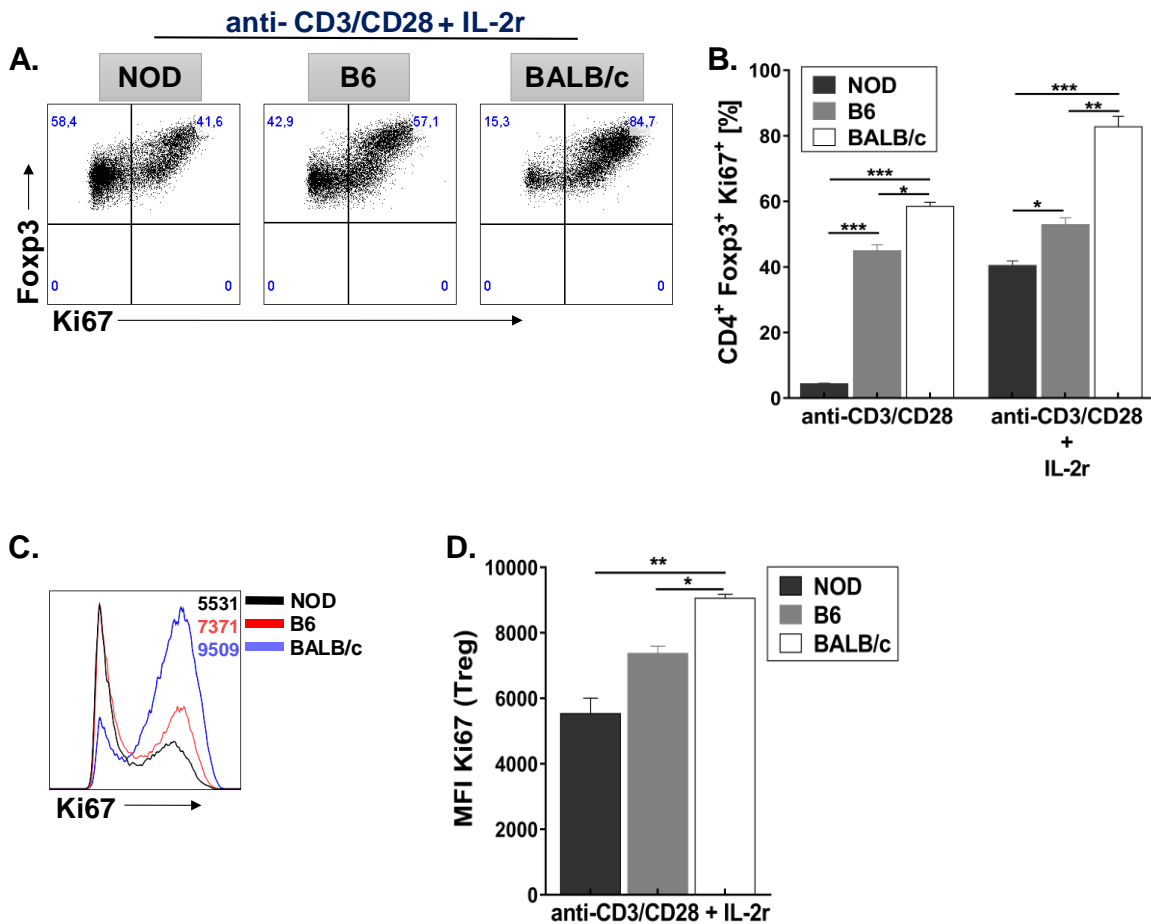 anti- CD3/CD28 + IL-2r
A.
NOD
B6
BALB/c
58,4
41,6
42,9
57,1
15,3
84,7
0
0
0
0
0
0
Foxp3
Ki67
B.
NOD
B6
BALB/c
CD4+ Foxp3+ Ki67+ [%]
100
80
60
40
20
0
***
*
***
***
**
*
anti-CD3/CD28
anti-CD3/CD28
+
IL-2r
C.
5531 NOD
7371 B6
9509 BALB/c
Ki67
D.
MFI Ki67 (Treg)
10000
8000
6000
4000
2000
0
**
*
NOD
B6
BALB/c
anti-CD3/CD28 + IL-2r